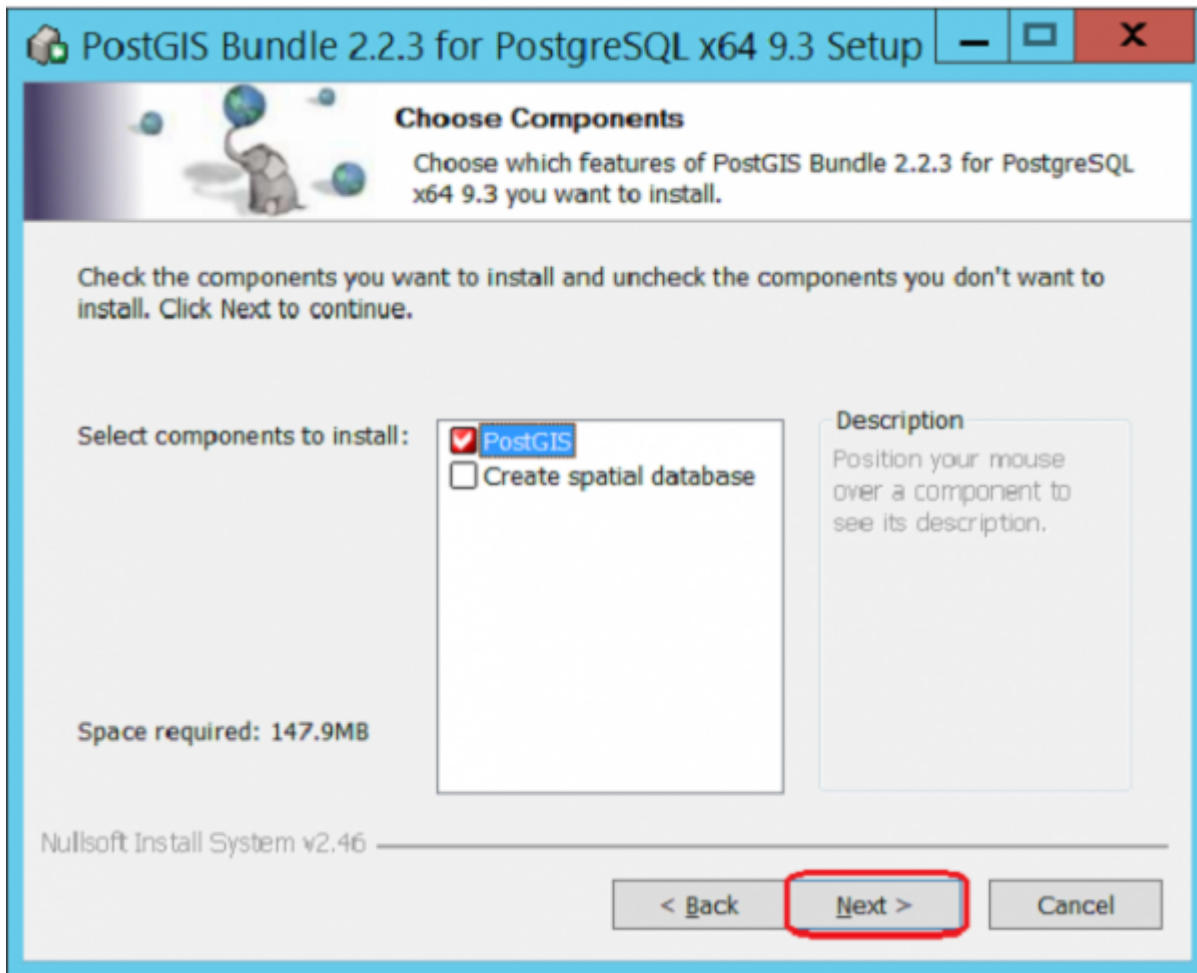 PostGIS Bundle 2.2.3 for PostgreSQL x64 9.3 Setup
Choose Components
Choose which features of PostGIS Bundle 2.2.3 for PostgreSQL
x64 9.3 you want to install.
Check the components you want to install and uncheck the components you don't want to
install. Click Next to continue.
Select components to install:
PostGIS
Create spatial database
Description
Position your mouse
over a component to
see its description.
Space required: 147.9MB
Nullsoft Install System v2.46
< Back
Next >
Cancel